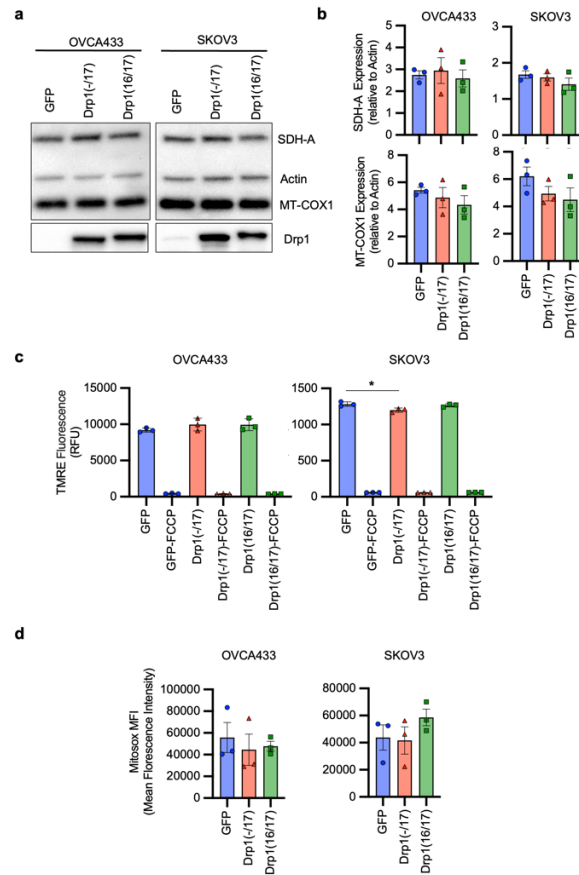 a
OVCA433
SKOV3
GFP
Drp1(-/17)
Drp1(16/17)
GFP
Drp1(-/17)
Drp1(16/17)
SDH-A
Actin
MT-COX1
Drp1
b
OVCA433
SKOV3
SDH-A Expression
(relative to Actin)
5
4
3
2
1
0
3
2
1
0
MT-COX1 Expression
(relative to Actin)
8
6
4
2
0
8
6
4
2
0
GFP
Drp1(-/17)
Drp1(16/17)
GFP
Drp1(-/17)
Drp1(16/17)
c
OVCA433
SKOV3
TMRE Fluorescence
(RFU)
15000
10000
5000
0
1500
1000
500
0
*
GFP
GFP-FCCP
Drp1(-/17)
Drp1(-/17)-FCCP
Drp1(16/17)
Drp1(16/17)-FCCP
GFP
GFP-FCCP
Drp1(-/17)
Drp1(-/17)-FCCP
Drp1(16/17)
Drp1(16/17)-FCCP
d
OVCA433
SKOV3
Mitosox MFI
(Mean Florescence Intensity)
100000
80000
60000
40000
20000
0
80000
60000
40000
20000
0
GFP
Drp1(-/17)
Drp1(16/17)
GFP
Drp1(-/17)
Drp1(16/17)